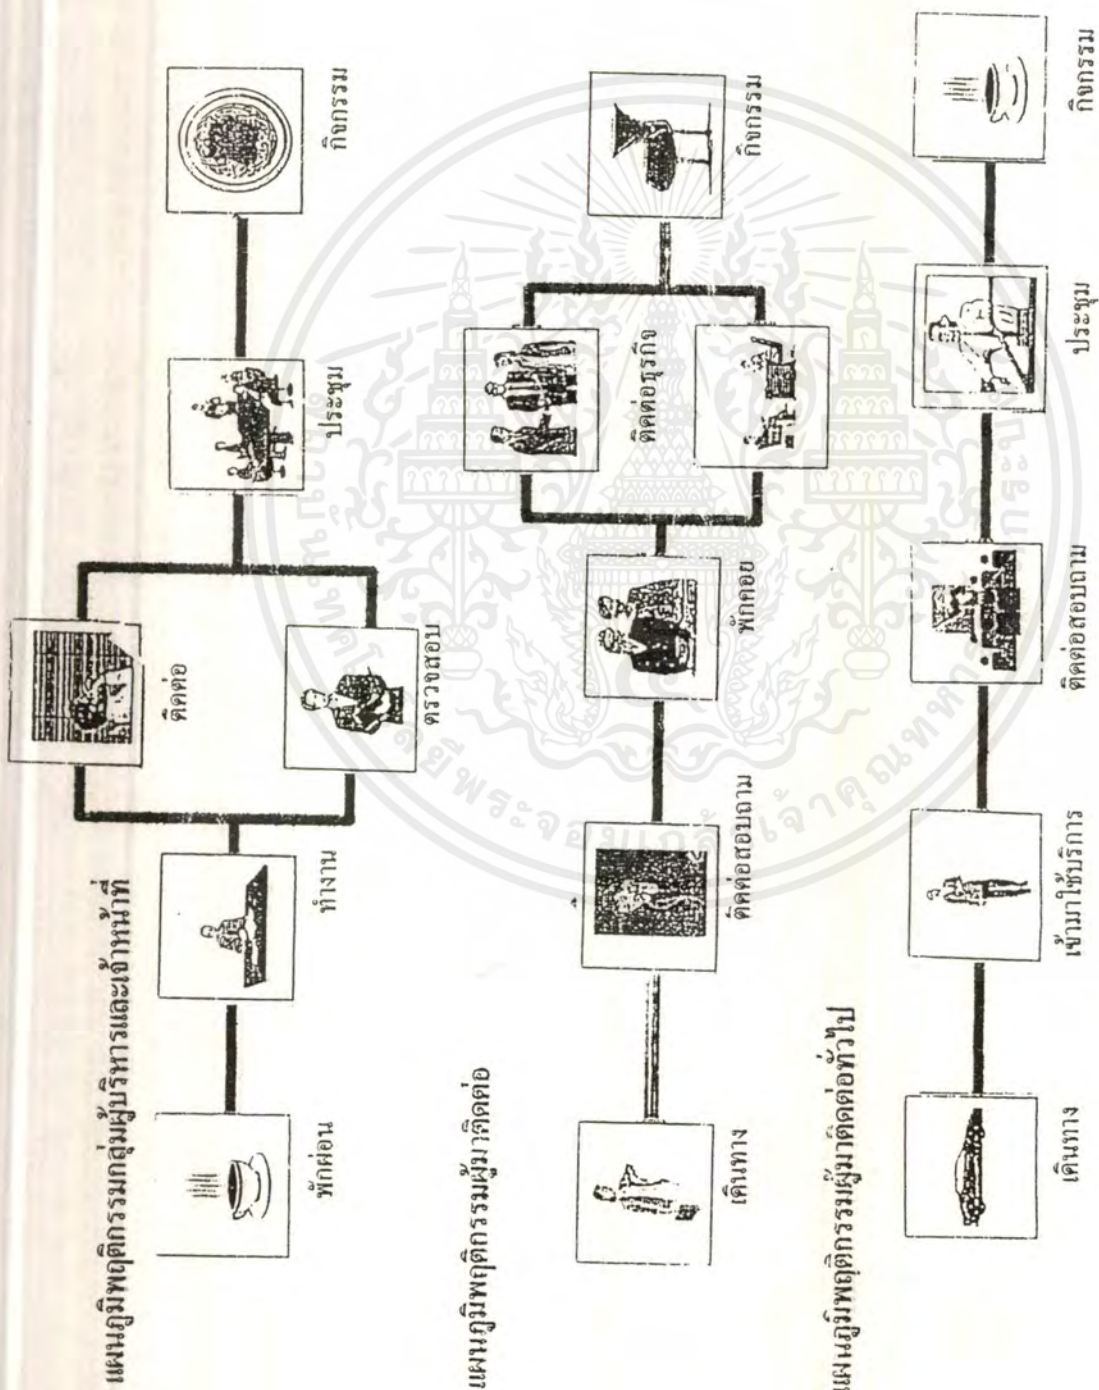 แผนภูมิพฤติกรรมกลุ่มผู้บริหารและเจ้าหน้าที่
พักผ่อน
ทำงาน
ติดต่อ
ตรวจสอบ
ประชุม
กิจกรรม
แผนภูมิพฤติกรรมผู้มาติดต่อ
เดินทาง
ติดต่อสอบถาม
พักคอย
ติดต่อธุรกิจ
กิจกรรม
แผนภูมิพฤติกรรมผู้มาติดต่อทั่วไป
เดินทาง
เข้ามาใช้บริการ
ติดต่อสอบถาม
ประชุม
กิจกรรม